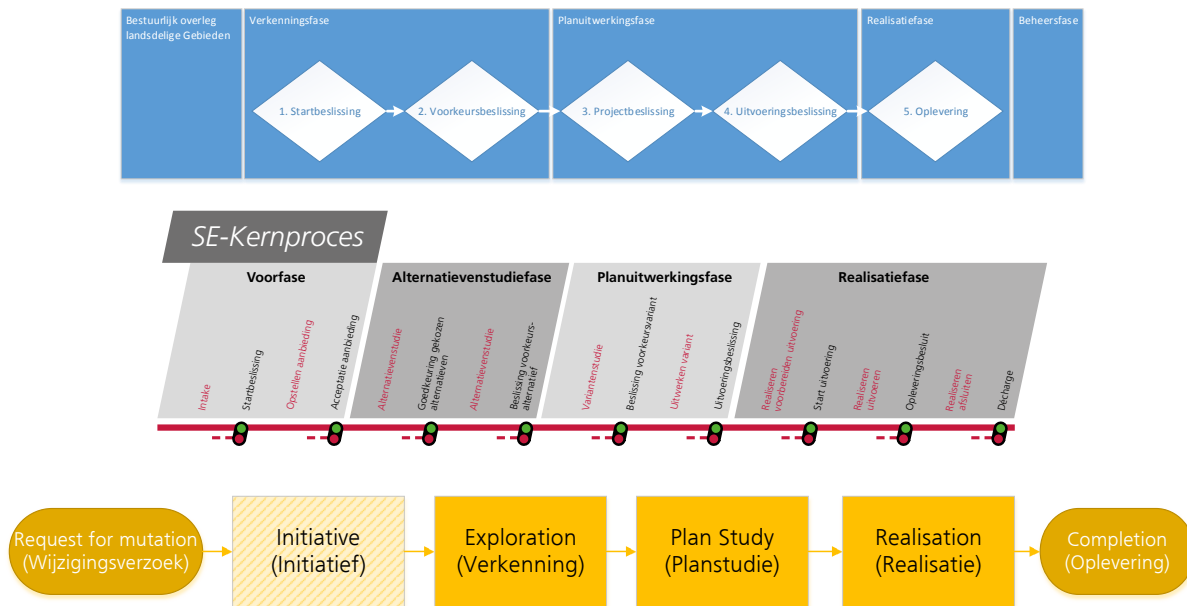 Bestuurlijk overleg
landsdelige Gebieden
Verkenningsfase
Planuitwerkingsfase
Realisatiefase
Beheersfase
1. Startbeslissing
2. Voorkeursbeslissing
3. Projectbeslissing
4. Uitvoeringsbeslissing
5. Oplevering
SE-Kernproces
Voorfase
Alternatievenstudiefase
Planuitwerkingsfase
Realisatiefase
Intake
Startbeslissing
Opstellen aanbieding
Acceptatie aanbieding
Alternatievenstudie
Goedkeuring gekozen
alternatieven
Alternatievenstudie
Beslissing voorkeurs-
alternatief
Variantenstudie
Beslissing voorkeursvariant
Uitwerken variant
Uitvoeringsbeslissing
Realiseren
voorbereiden uitvoering
Start uitvoering
Realiseren
uitvoeren
Opleveringsbesluit
Realiseren
afsluiten
Décharge
Request for mutation
(Wijzigingsverzoek)
Initiative
(Initiatief)
Exploration
(Verkenning)
Plan Study
(Planstudie)
Realisation
(Realisatie)
Completion
(Oplevering)